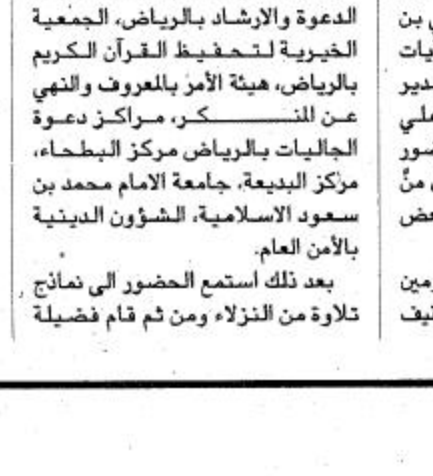 الدعوة والارشاد بالرياض، الجمعية
الخيرية لتحفيظ القرآن الكريم
بالرياض، هيئة الأمر بالمعروف والنهي
عن المنكر، مراكز دعوة
الجاليات بالرياض مركز البطحاء،
مركز البديعة، جامعة الامام محمد بن
سعود الاسلامية، الشؤون الدينية
بالأمن العام.
بعد ذلك استمع الحضور الى نماذج
تلاوة من النزلاء ومن ثم قام فضيلة